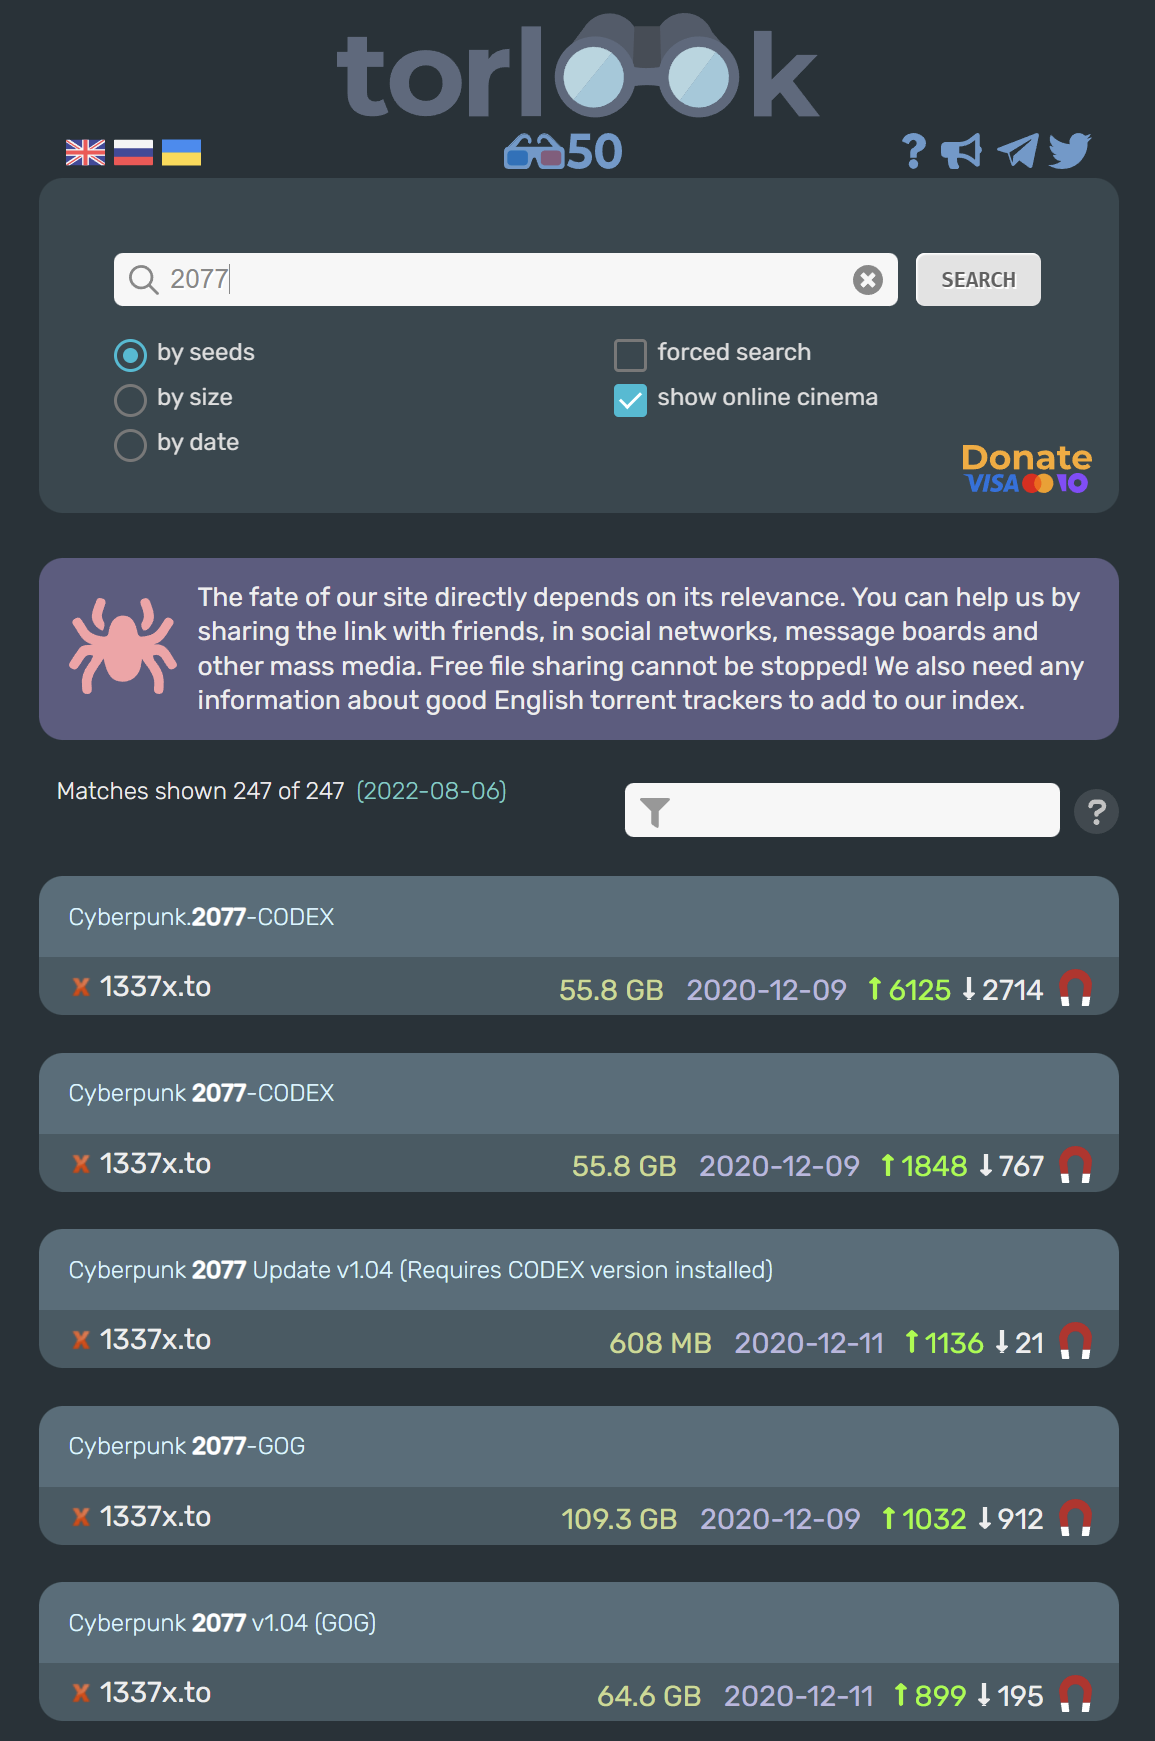 torlook
50
2077
SEARCH
by seeds
forced search
by size
show online cinema
by date
Donate
VISA
The fate of our site directly depends on its relevance. You can help us by
sharing the link with friends, in social networks, message boards and
other mass media. Free file sharing cannot be stopped! We also need any
information about good English torrent trackers to add to our index.
Matches shown 247 of 247 (2022-08-06)
?
Cyberpunk.2077-CODEX
1337x.to 55.8 GB 2020-12-09 6125 2714
Cyberpunk 2077-CODEX
1337x.to 55.8 GB 2020-12-09 1848 767
Cyberpunk 2077 Update v1.04 (Requires CODEX version installed)
1337x.to 608 MB 2020-12-11 1136 21
Cyberpunk 2077-GOG
1337x.to 109.3 GB 2020-12-09 1032 912
Cyberpunk 2077 v1.04 (GOG)
1337x.to 64.6 GB 2020-12-11 899 195